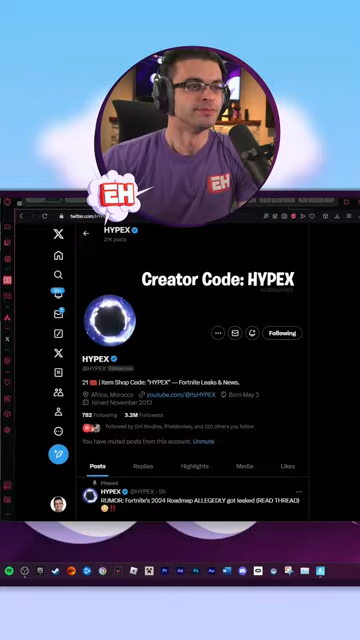 EH
EH
twitter.com
HYPEX
21K posts
Creator Code: HYPEX
Following
HYPEX
@HYPEX
21 | Item Shop Code: "HYPEX" — Fortnite Leaks & News.
Africa, Morocco youtube.com/@ItsHYPEX Born May 3
Joined November 2013
782 Following 3.2M Followers
You have muted posts from this account. Unmute
Posts Replies Highlights Media Likes
Pinned
HYPEX @HYPEX · 5h
RUMOR: Fortnite's 2024 Roadmap ALLEGEDLY got leaked (READ THREAD)